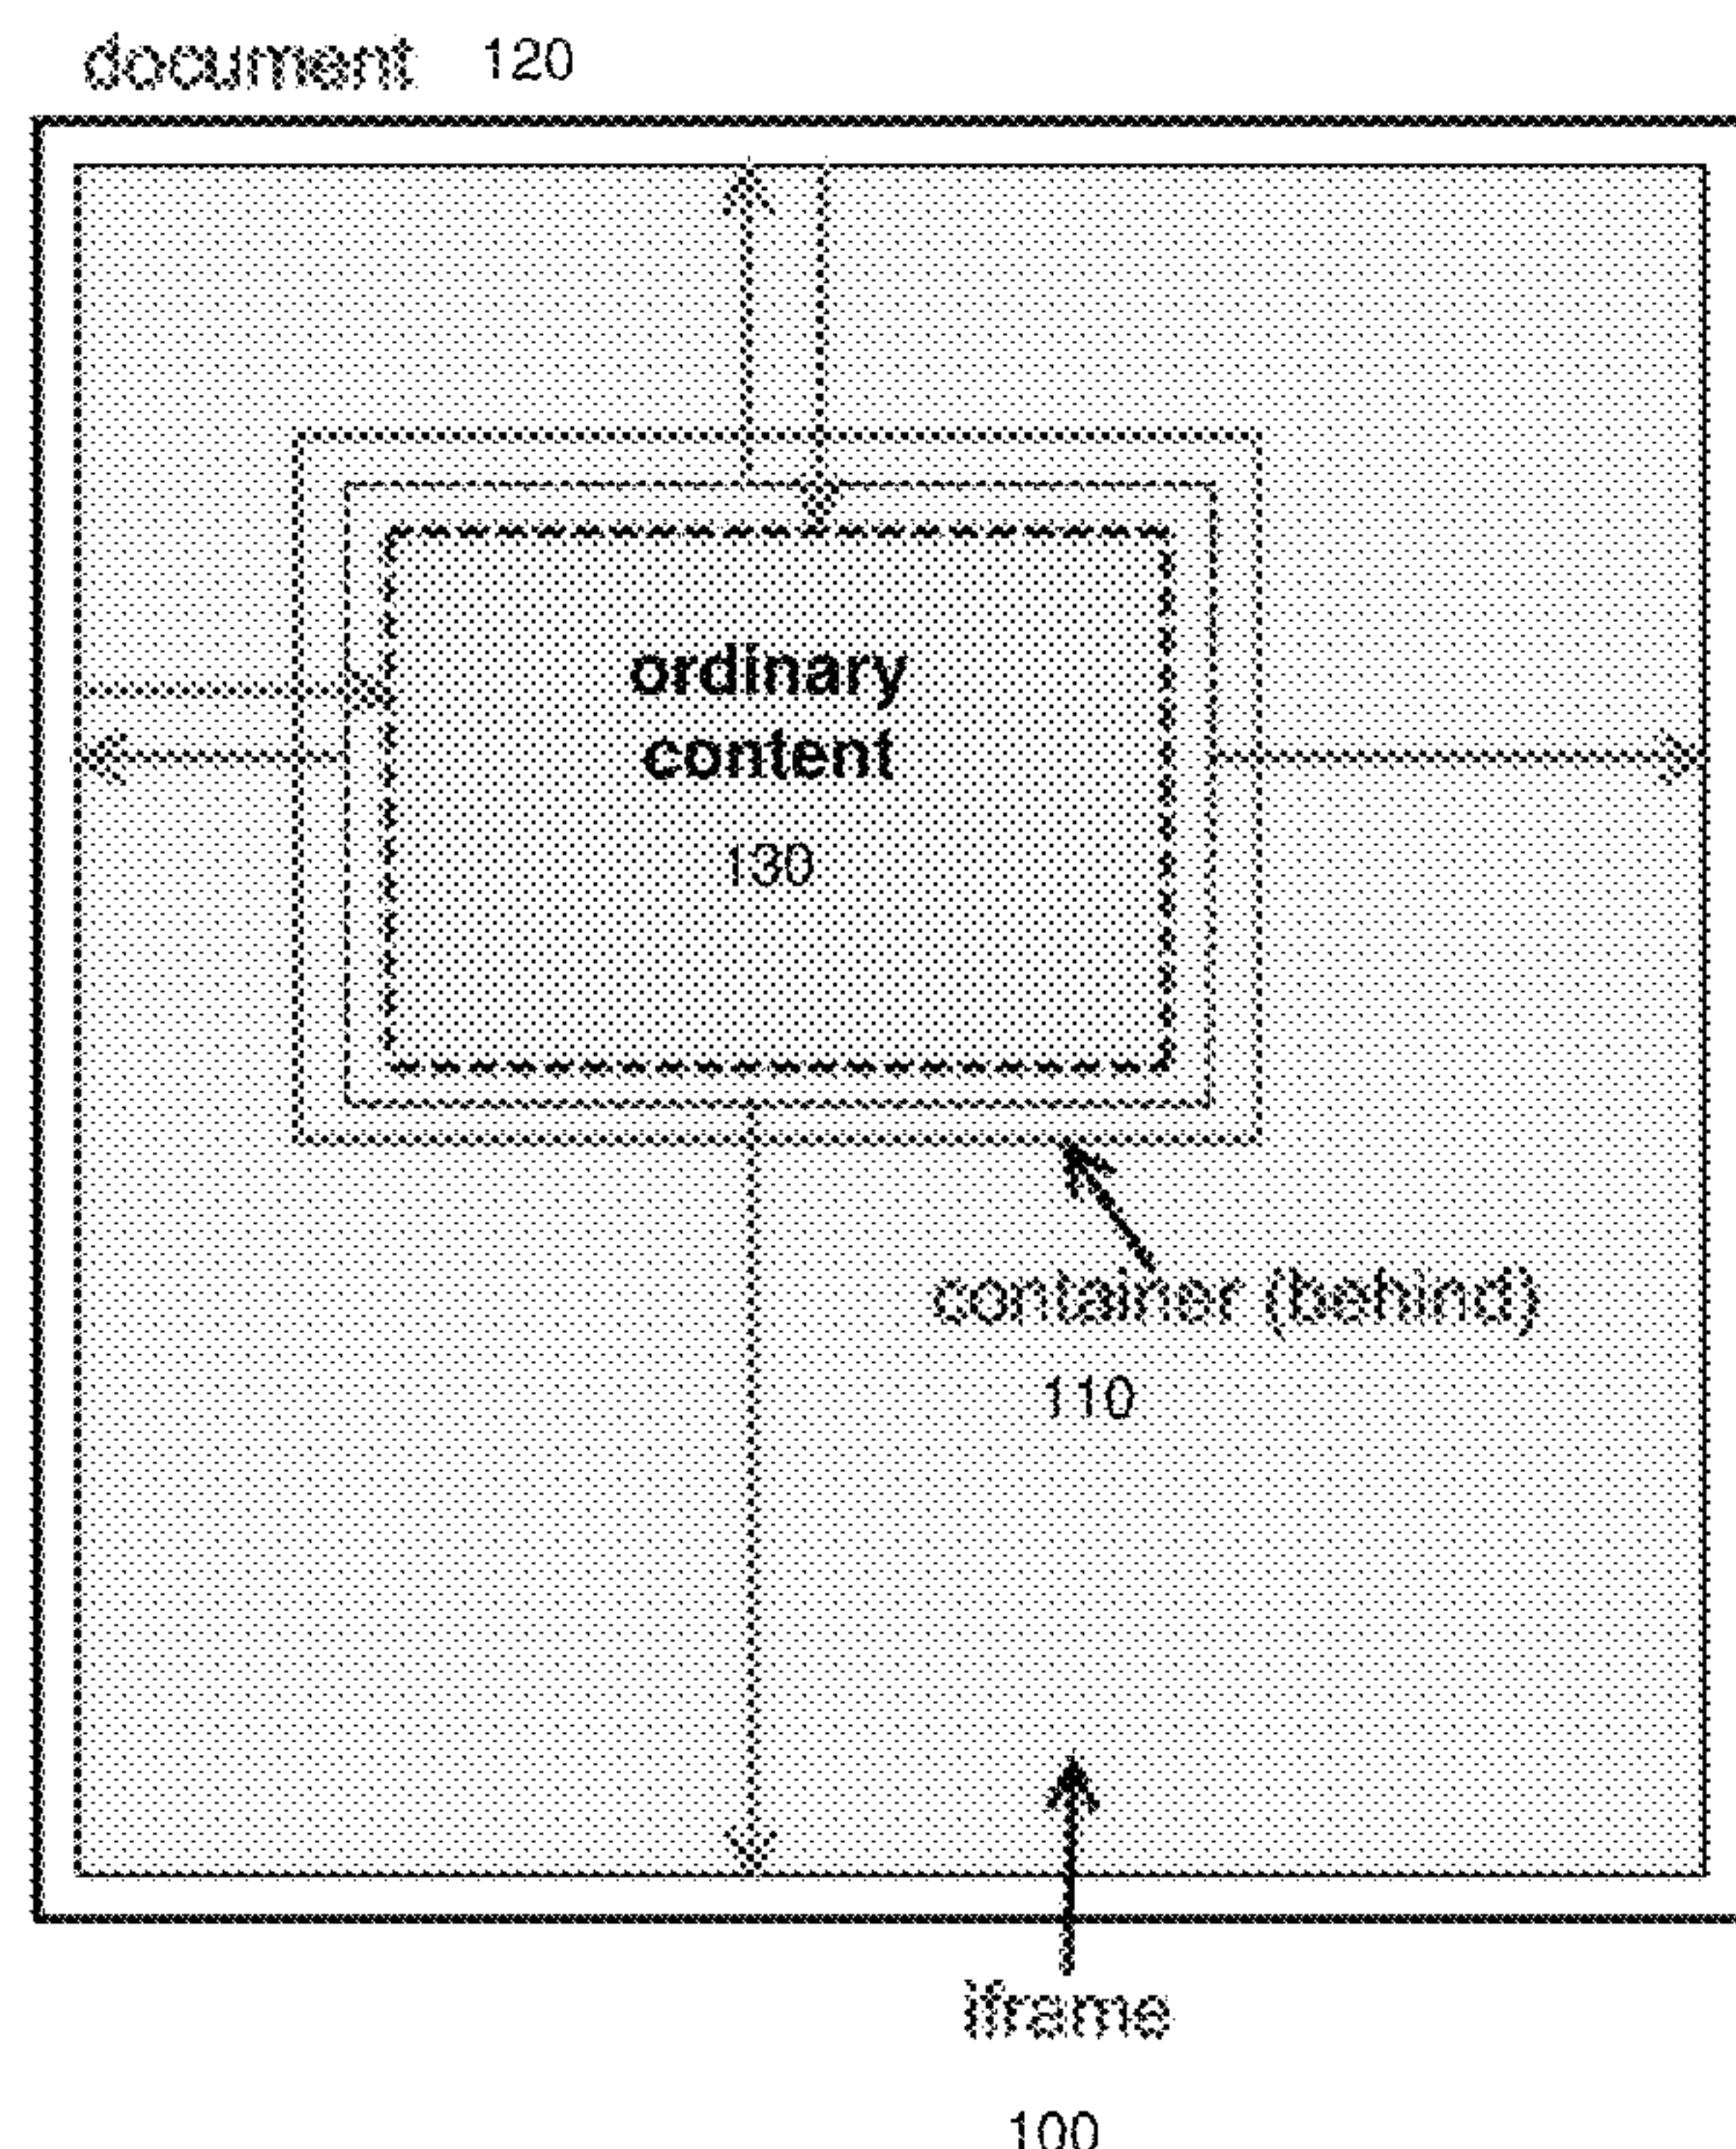 document 120
ordinary
content
130
container (behind)
110
iframe
100